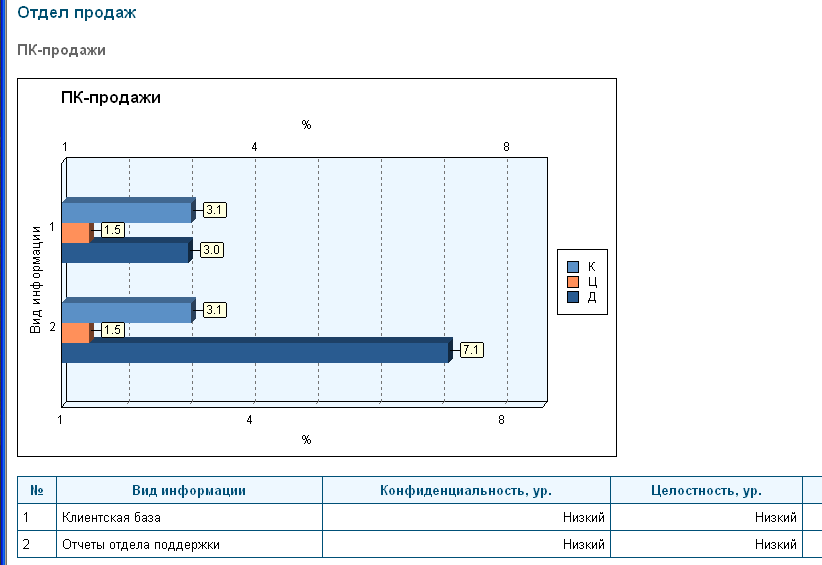 Отдел продаж
ПК-продажи
ПК-продажи
%
1 4 8
Вид информации
1
3.1
1.5
3.0
2
3.1
1.5
7.1
К
Ц
Д
1 4 8
%
№ Вид информации Конфиденциальность, ур. Целостность, ур.
1 Клиентская база Низкий Низкий
2 Отчеты отдела поддержки Низкий Низкий